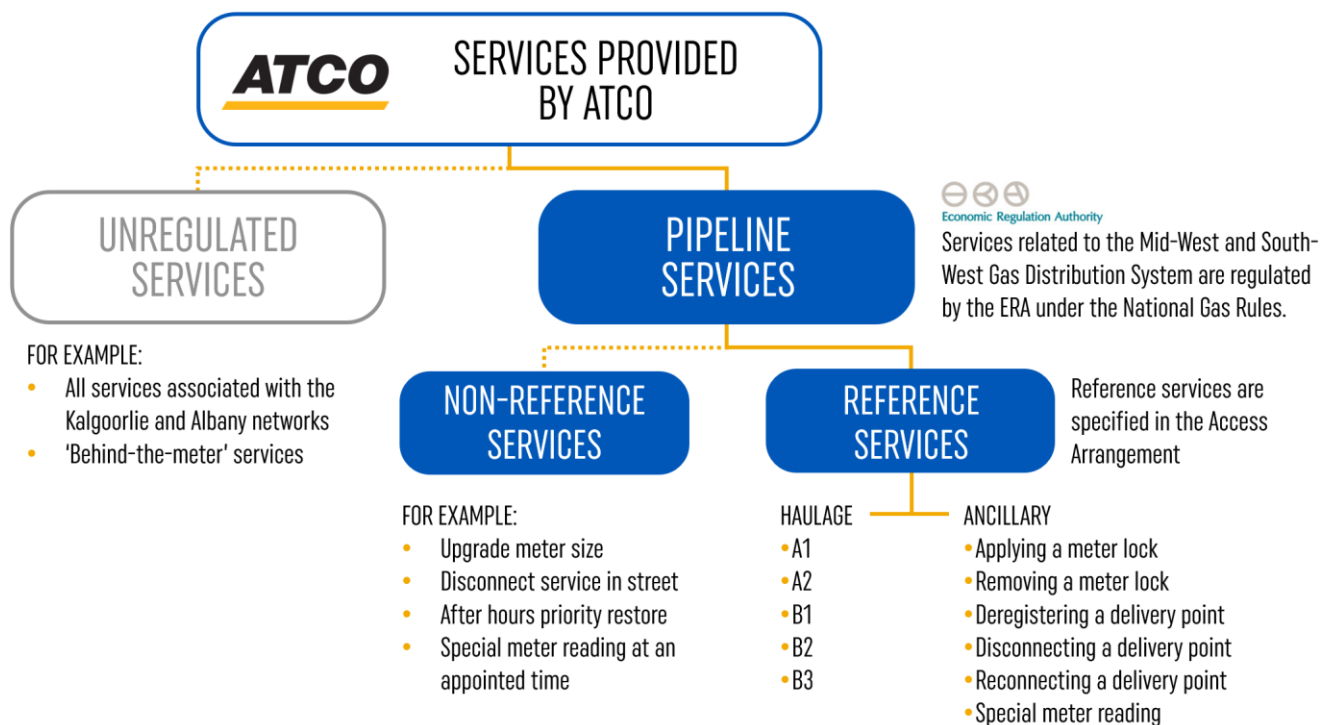 ATCO
SERVICES PROVIDED
BY ATCO
UNREGULATED
SERVICES
PIPELINE
SERVICES
Economic Regulation Authority
Services related to the Mid-West and South-
West Gas Distribution System are regulated
by the ERA under the National Gas Rules.
FOR EXAMPLE:
• All services associated with the
Kalgoorlie and Albany networks
• 'Behind-the-meter' services
NON-REFERENCE
SERVICES
REFERENCE
SERVICES
Reference services are
specified in the Access
Arrangement
FOR EXAMPLE:
• Upgrade meter size
• Disconnect service in street
• After hours priority restore
• Special meter reading at an
appointed time
HAULAGE
• A1
• A2
• B1
• B2
• B3
ANCILLARY
• Applying a meter lock
• Removing a meter lock
• Deregistering a delivery point
• Disconnecting a delivery point
• Reconnecting a delivery point
• Special meter reading